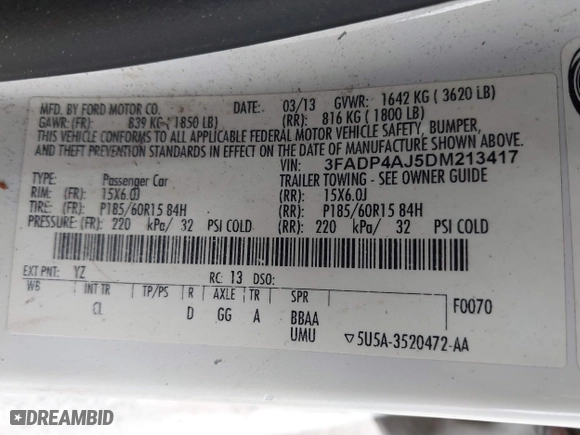 MFD. BY FORD MOTOR CO.
DATE: 03/13 GVWR: 1642 KG ( 3620 LB)
GAWR: (FR): 839 KG ( 1850 LB) (RR): 816 KG ( 1800 LB)
THIS VEHICLE CONFORMS TO ALL APPLICABLE FEDERAL MOTOR VEHICLE SAFETY, BUMPER,
AND THEFT PREVENTION STANDARDS IN EFFECT ON THE DATE OF MANUFACTURE SHOWN ABOVE.
VIN: 3FADP4AJ5DM213417
TYPE: Passenger Car TRAILER TOWING - SEE OWNER GUIDE
RIM: (FR): 15X6.0J (RR): 15X6.0J
TIRE: (FR): P185/60R15 84H (RR): P185/60R15 84H
PRESSURE: (FR): 220 kPa/ 32 PSI COLD (RR): 220 kPa/ 32 PSI COLD
EXT PNT: YZ RC: 13 DSO:
WB INT TR TP/PS R AXLE TR SPR
CL D GG A BBAA
UMU
F0070
▽5U5A-3520472-AA
DREAMBID